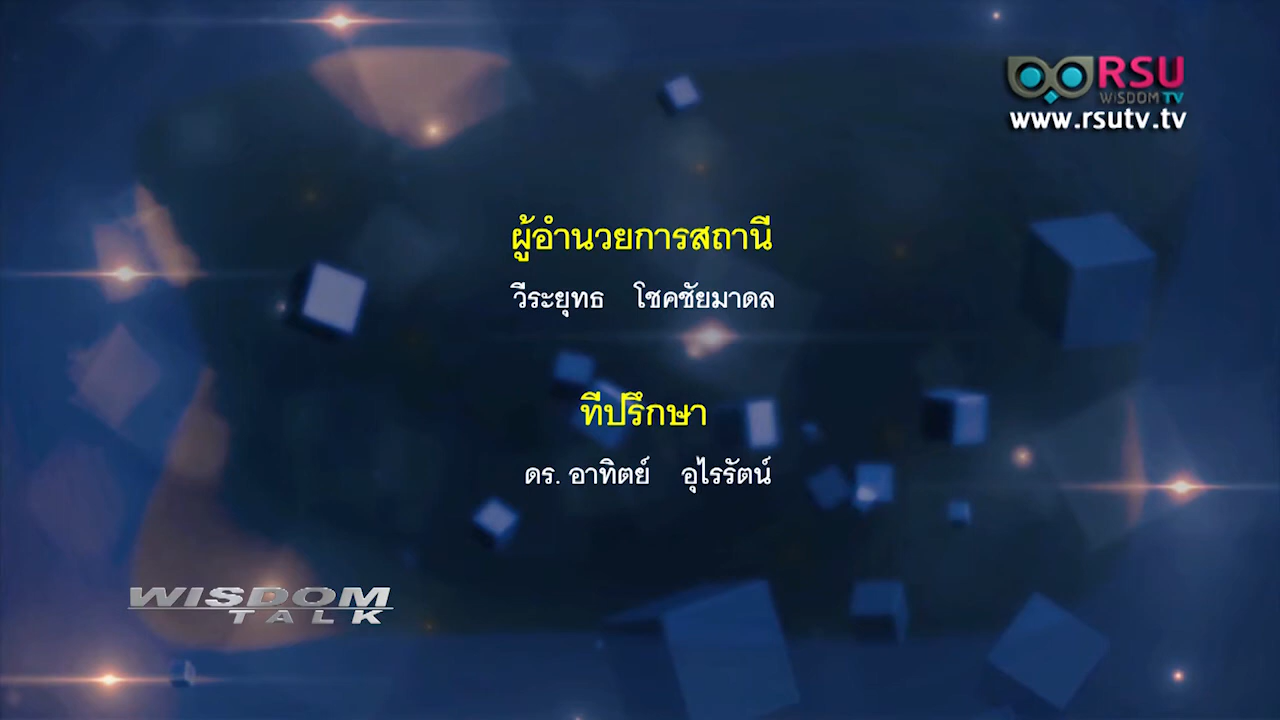 RSU
WISDOM TV
www.rsutv.tv
ผู้อำนวยการสถานี
วีระยุทธ โชคชัยมาดล
ที่ปรึกษา
ดร. อาทิตย์ อุไรรัตน์
WISDOM
TALK